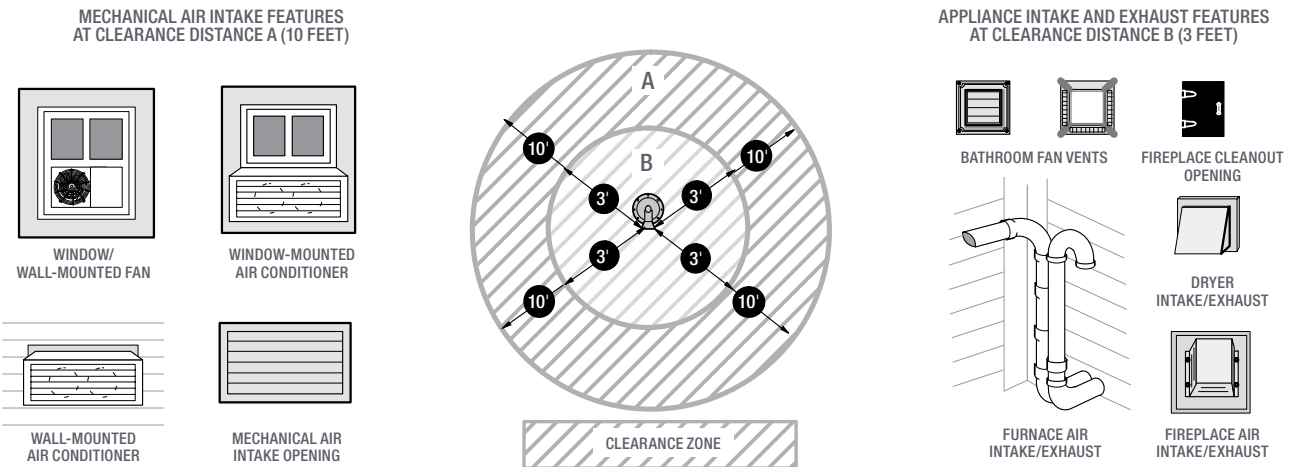 MECHANICAL AIR INTAKE FEATURES
AT CLEARANCE DISTANCE A (10 FEET)
WINDOW/
WALL-MOUNTED FAN
WINDOW-MOUNTED
AIR CONDITIONER
WALL-MOUNTED
AIR CONDITIONER
MECHANICAL AIR
INTAKE OPENING
A
B
10'
10'
3'
3'
3'
3'
10'
10'
CLEARANCE ZONE
APPLIANCE INTAKE AND EXHAUST FEATURES
AT CLEARANCE DISTANCE B (3 FEET)
BATHROOM FAN VENTS
FIREPLACE CLEANOUT
OPENING
DRYER
INTAKE/EXHAUST
FURNACE AIR
INTAKE/EXHAUST
FIREPLACE AIR
INTAKE/EXHAUST